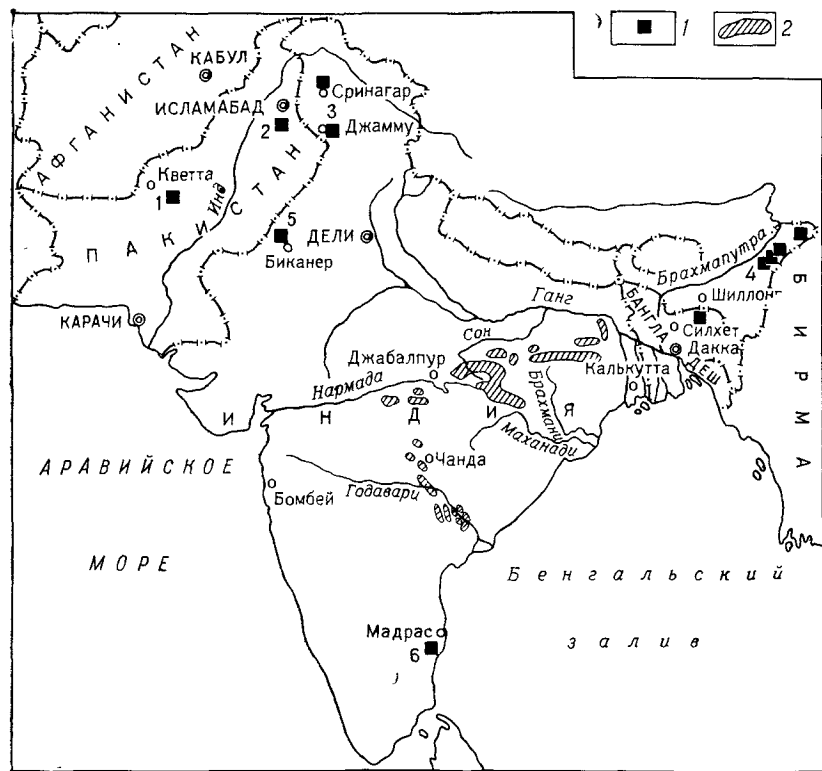 1
2
АФГАНИСТАН
КАБУЛ
ИСЛАМАБАД
Сринагар
3
2
Джамму
Кветта
1
Инд
ПАКИСТАН
5
Биканер
ДЕЛИ
Брахмапутра
4
Шиллонг
Ганг
БАНГЛА
ДЕШ
Силхет
Дакка
БИРМА
КАРАЧИ
Сон
Джабалпур
Калькутта
Нармада
Брахмани
ИНДИЯ
Маханади
АРАВИЙСКОЕ
МОРЕ
Чанда
Бомбей
Годавари
Бенгальский
залив
Мадрас
6